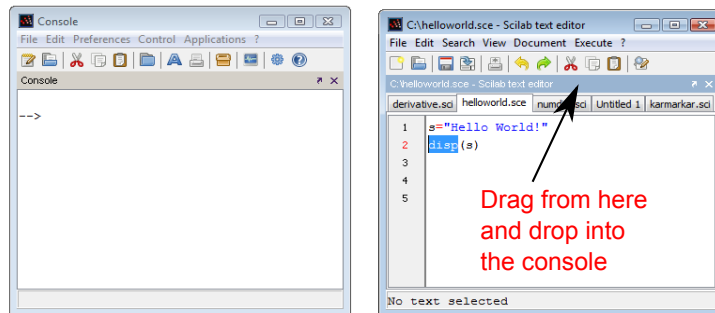 Console
File Edit Preferences Control Applications ?
Console
-->
C:\helloworld.sce - Scilab text editor
File Edit Search View Document Execute ?
C:\helloworld.sce - Scilab text editor
derivative.sci helloworld.sce sci Untitled 1 karmarkar.sci
1 s="Hello World!"
2 disp(s)
3
4
5
Drag from here
and drop into
the console
No text selected